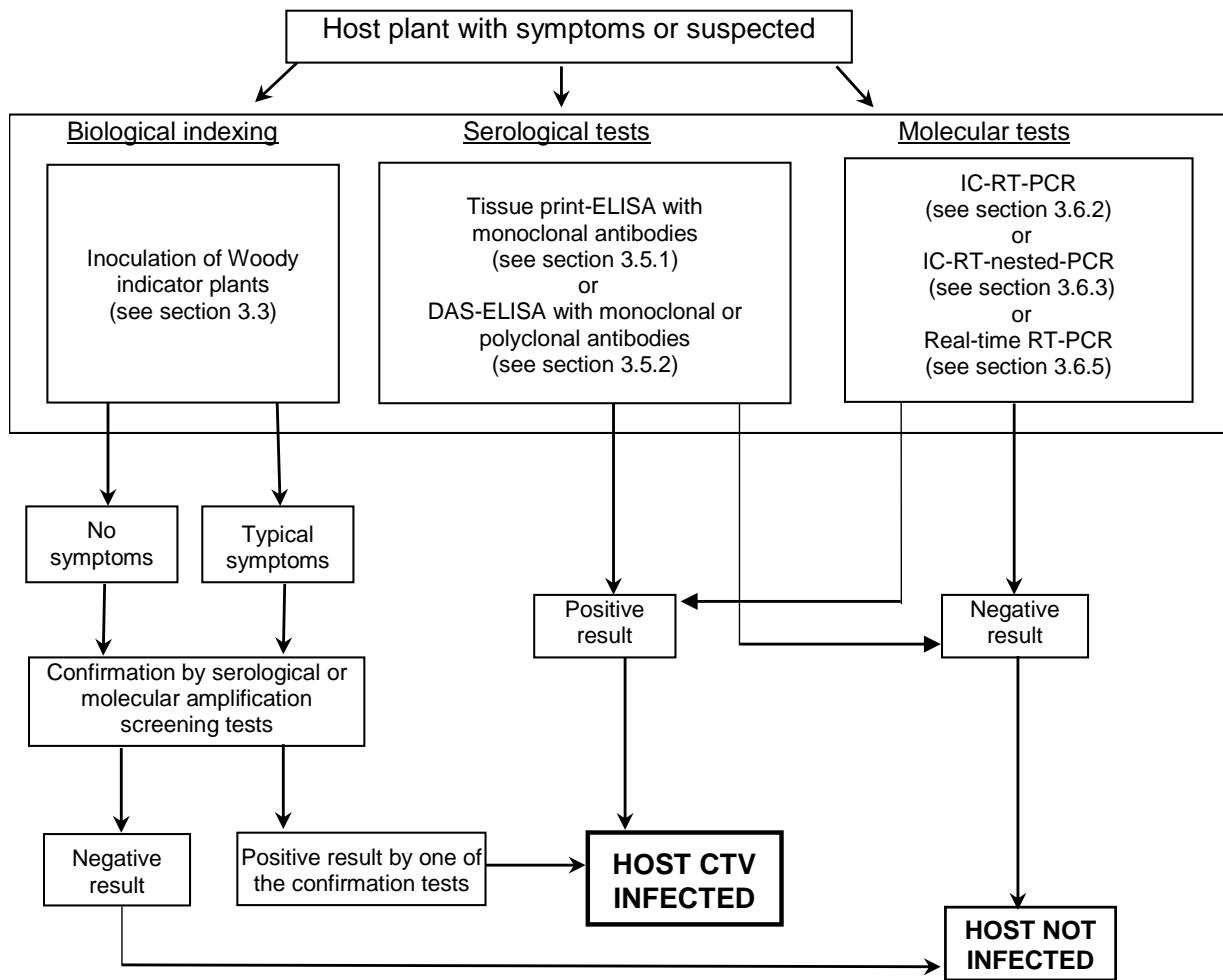 Host plant with symptoms or suspected
Biological indexing
Serological tests
Molecular tests
Inoculation of Woody
indicator plants
(see section 3.3)
Tissue print-ELISA with
monoclonal antibodies
(see section 3.5.1)
or
DAS-ELISA with monoclonal or
polyclonal antibodies
(see section 3.5.2)
IC-RT-PCR
(see section 3.6.2)
or
IC-RT-nested-PCR
(see section 3.6.3)
or
Real-time RT-PCR
(see section 3.6.5)
No
symptoms
Typical
symptoms
Positive
result
Negative
result
Confirmation by serological or
molecular amplification
screening tests
Negative
result
Positive result by one of
the confirmation tests
HOST CTV
INFECTED
HOST NOT
INFECTED